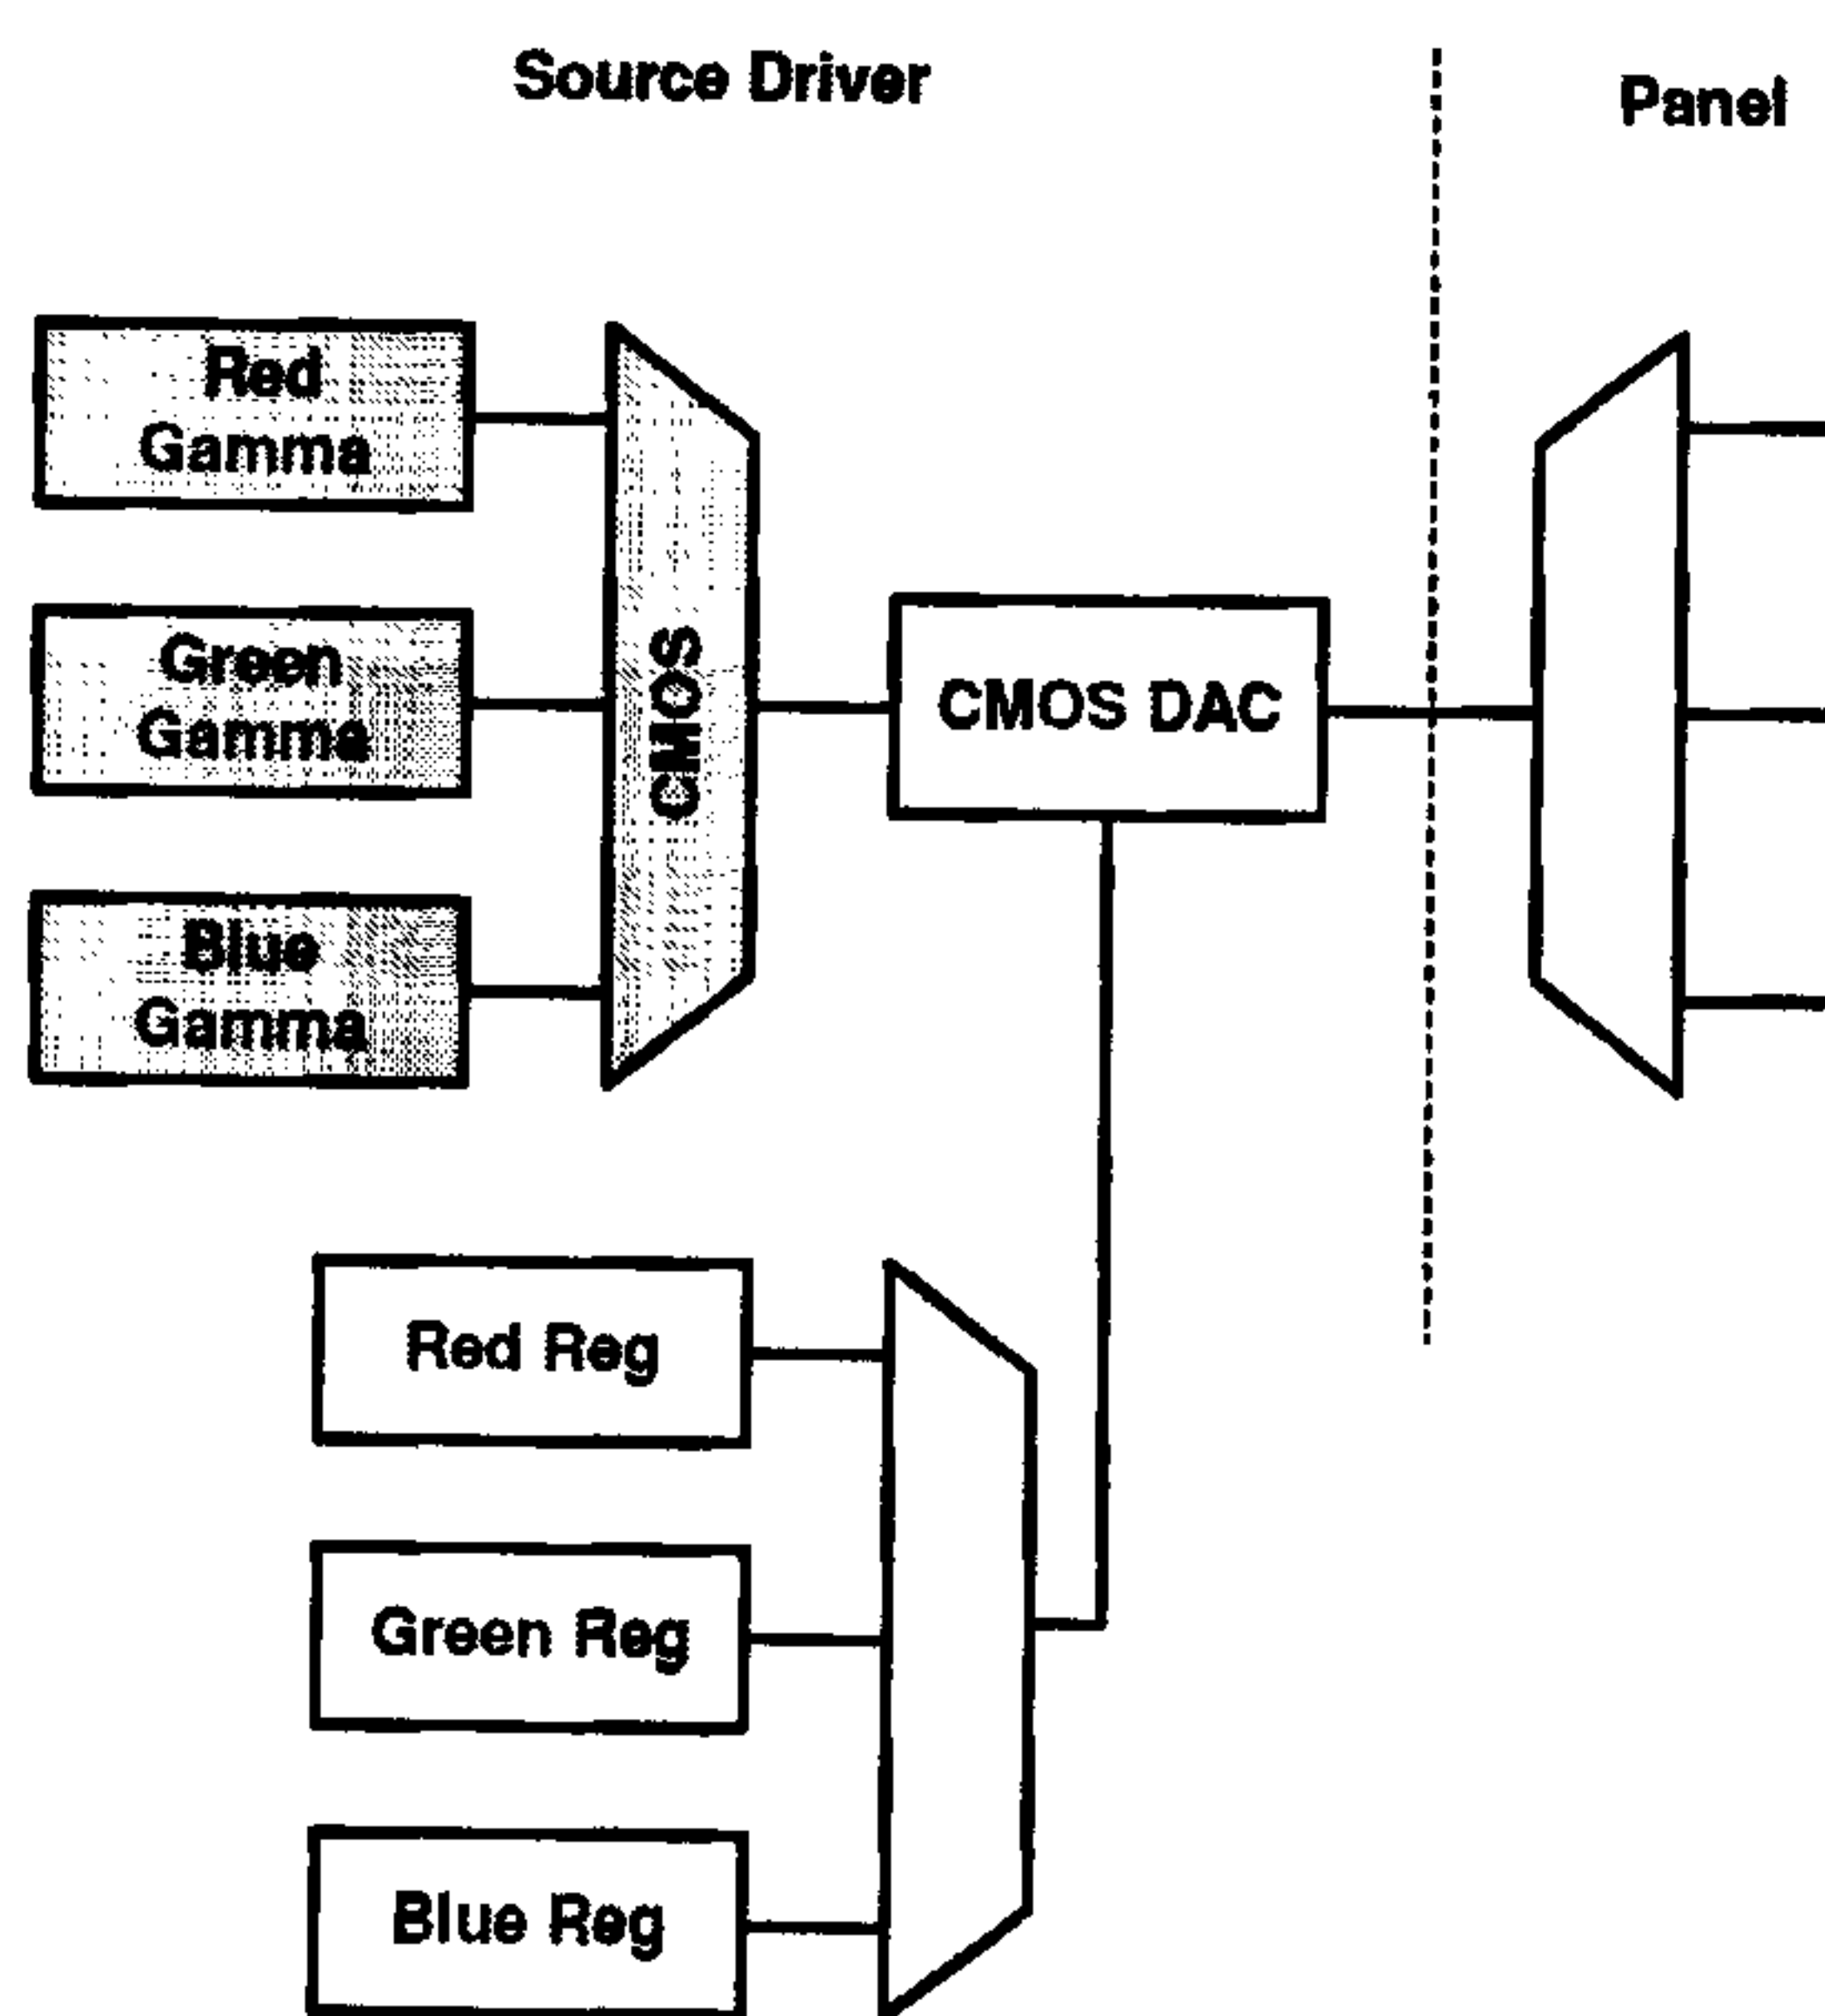 Source Driver
Panel
Red
Gamma
Green
Gamma
Blue
Gamma
CMOS
CMOS DAC
Red Reg
Green Reg
Blue Reg